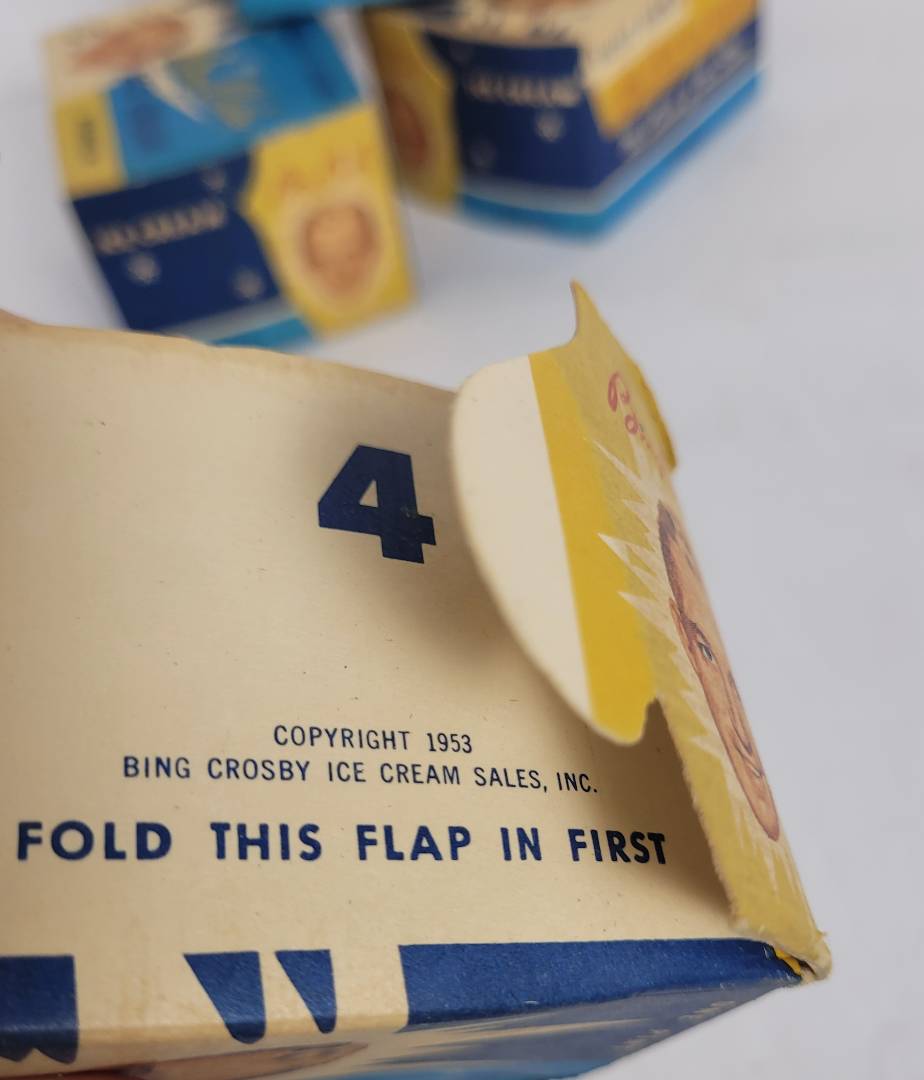 4
COPYRIGHT 1953
BING CROSBY ICE CREAM SALES, INC.
FOLD THIS FLAP IN FIRST